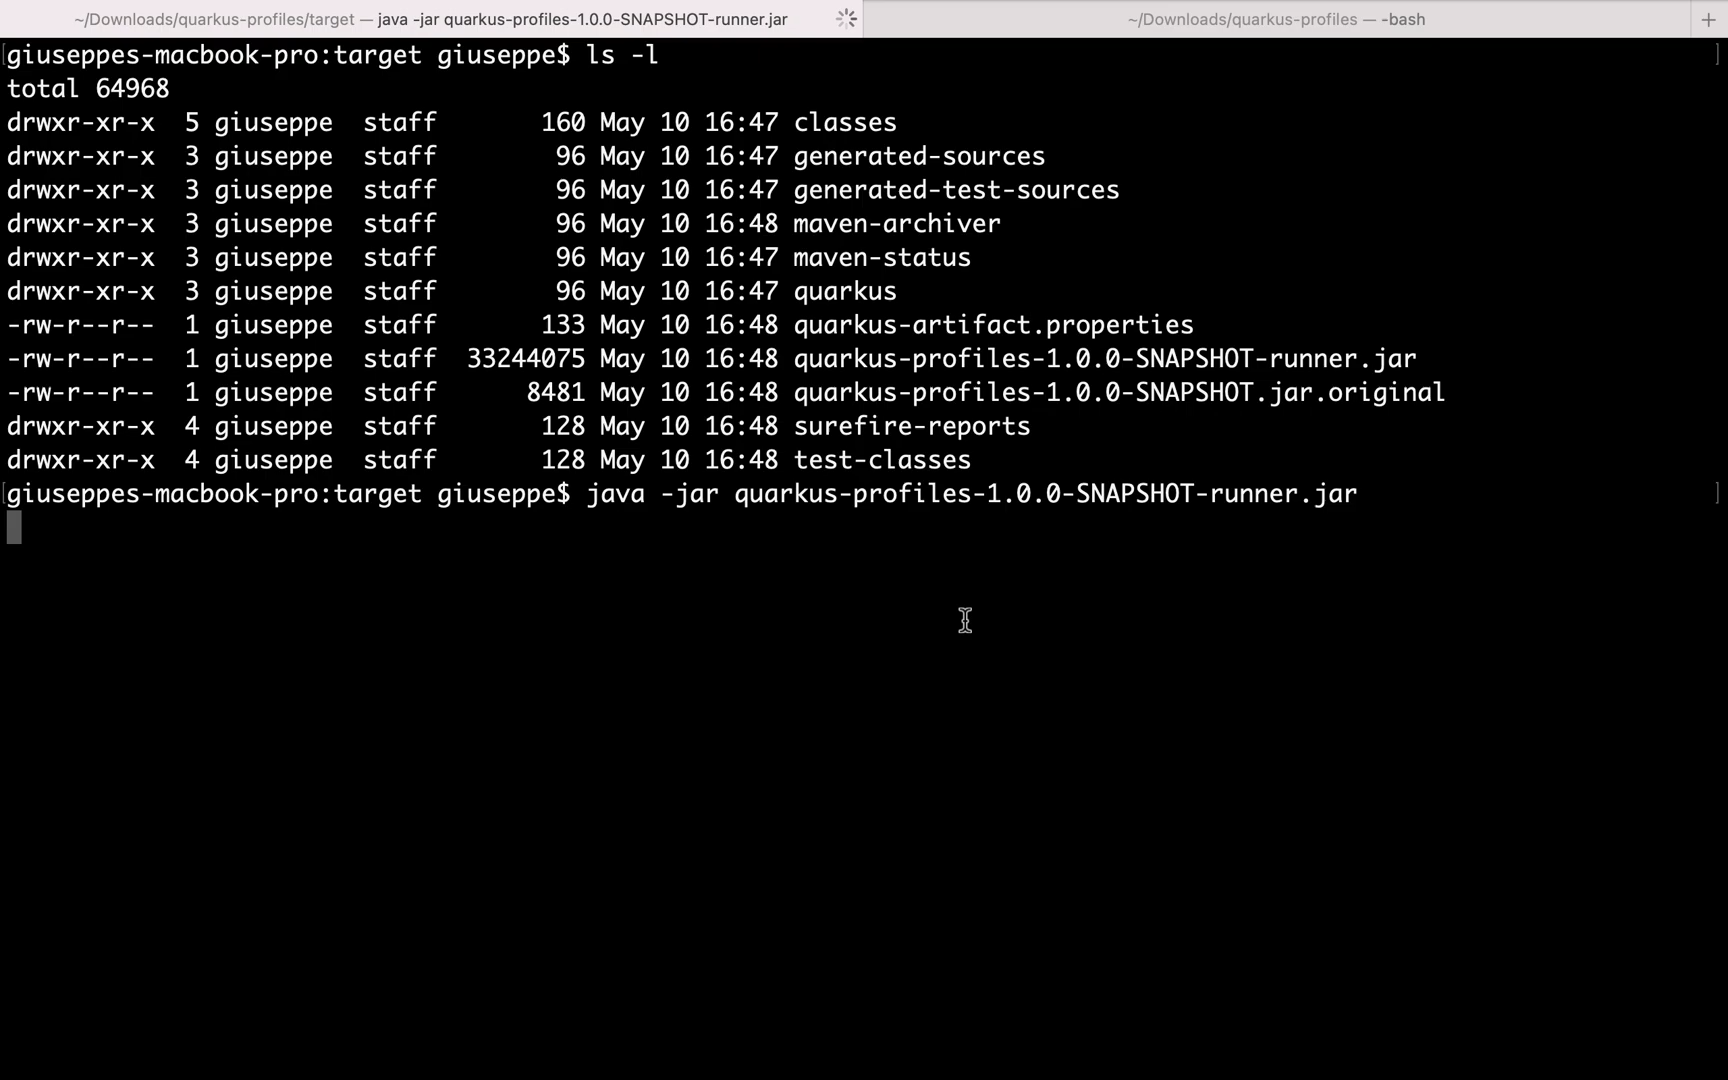 ~/Downloads/quarkus-profiles/target — java -jar quarkus-profiles-1.0.0-SNAPSHOT-runner.jar
~/Downloads/quarkus-profiles — -bash
+
[giuseppes-macbook-pro:target giuseppe$ ls -l ]
total 64968
drwxr-xr-x  5 giuseppe  staff       160 May 10 16:47 classes
drwxr-xr-x  3 giuseppe  staff        96 May 10 16:47 generated-sources
drwxr-xr-x  3 giuseppe  staff        96 May 10 16:47 generated-test-sources
drwxr-xr-x  3 giuseppe  staff        96 May 10 16:48 maven-archiver
drwxr-xr-x  3 giuseppe  staff        96 May 10 16:47 maven-status
drwxr-xr-x  3 giuseppe  staff        96 May 10 16:47 quarkus
-rw-r--r--  1 giuseppe  staff       133 May 10 16:48 quarkus-artifact.properties
-rw-r--r--  1 giuseppe  staff  33244075 May 10 16:48 quarkus-profiles-1.0.0-SNAPSHOT-runner.jar
-rw-r--r--  1 giuseppe  staff      8481 May 10 16:48 quarkus-profiles-1.0.0-SNAPSHOT.jar.original
drwxr-xr-x  4 giuseppe  staff       128 May 10 16:48 surefire-reports
drwxr-xr-x  4 giuseppe  staff       128 May 10 16:48 test-classes
[giuseppes-macbook-pro:target giuseppe$ java -jar quarkus-profiles-1.0.0-SNAPSHOT-runner.jar ]